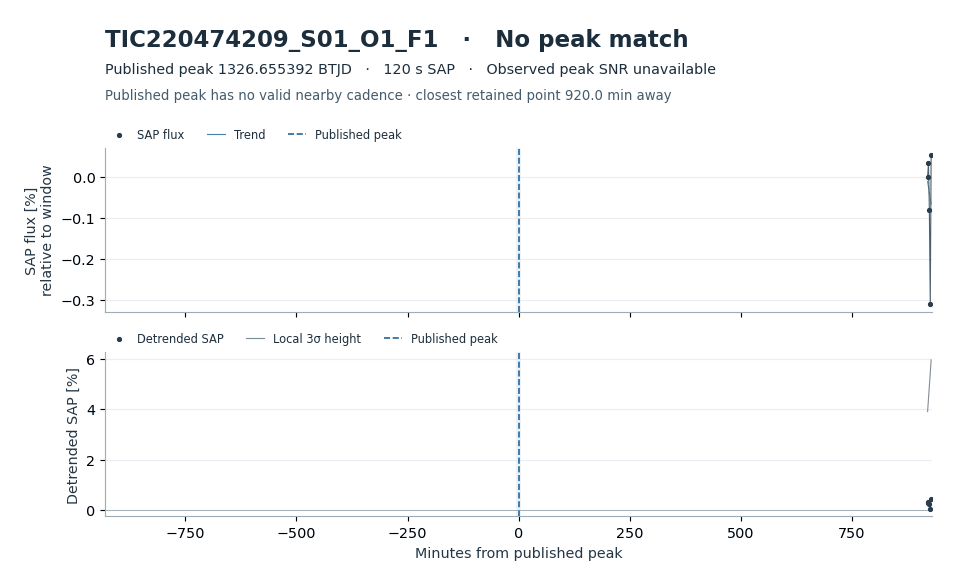 TIC220474209_S01_O1_F1 · No peak match
Published peak 1326.655392 BTJD · 120 s SAP · Observed peak SNR unavailable
Published peak has no valid nearby cadence · closest retained point 920.0 min away
SAP flux Trend Published peak
SAP flux [%]
relative to window
0.0
−0.1
−0.2
−0.3
Detrended SAP Local 3σ height Published peak
Detrended SAP [%]
6
4
2
0
−750 −500 −250 0 250 500 750
Minutes from published peak